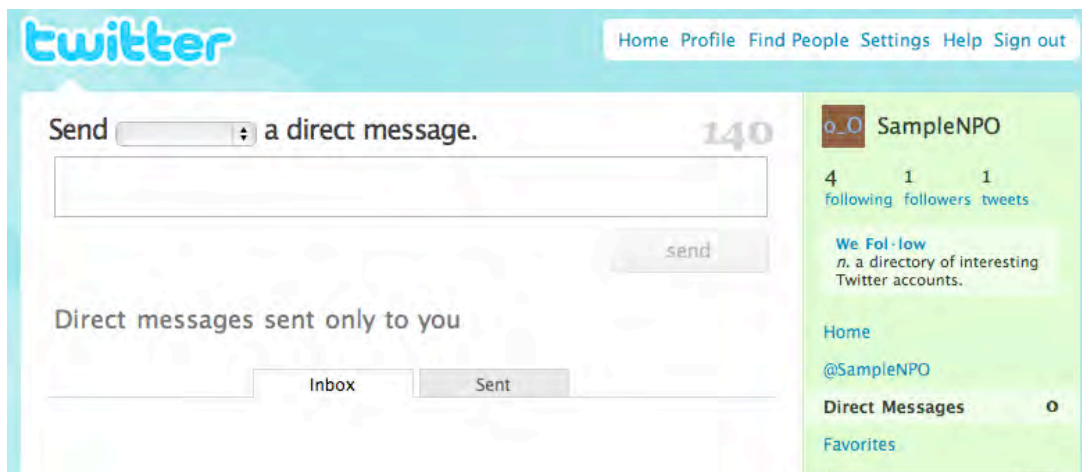 twitter
Home Profile Find People Settings Help Sign out
Send a direct message.
140
send
Direct messages sent only to you
Inbox Sent
o_O SampleNPO
4 1 1
following followers tweets
We Fol·low
n. a directory of interesting
Twitter accounts.
Home
@SampleNPO
Direct Messages 0
Favorites